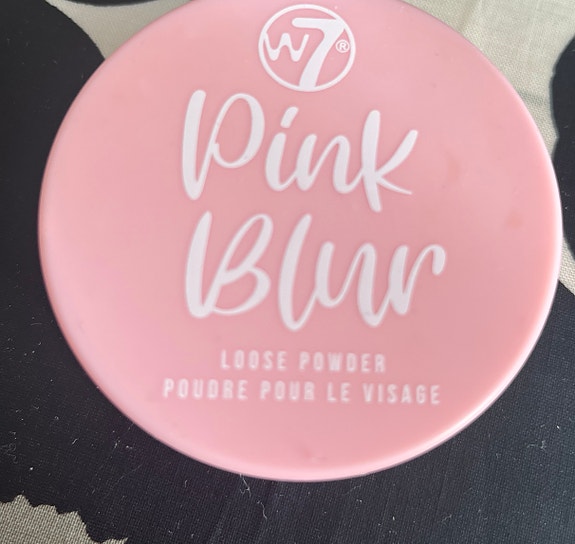 W7®
Pink
Blur
LOOSE POWDER
POUDRE POUR LE VISAGE